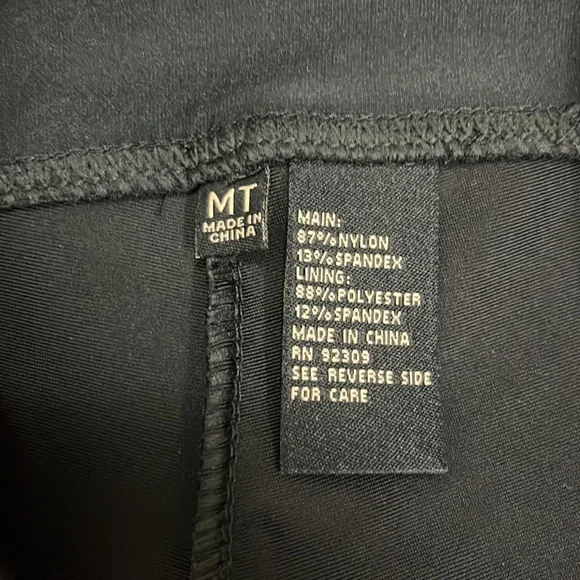 MT
MADE IN
CHINA
MAIN:
87%NYLON
13%SPANDEX
LINING:
88%POLYESTER
12%SPANDEX
MADE IN CHINA
RN 92309
SEE REVERSE SIDE
FOR CARE